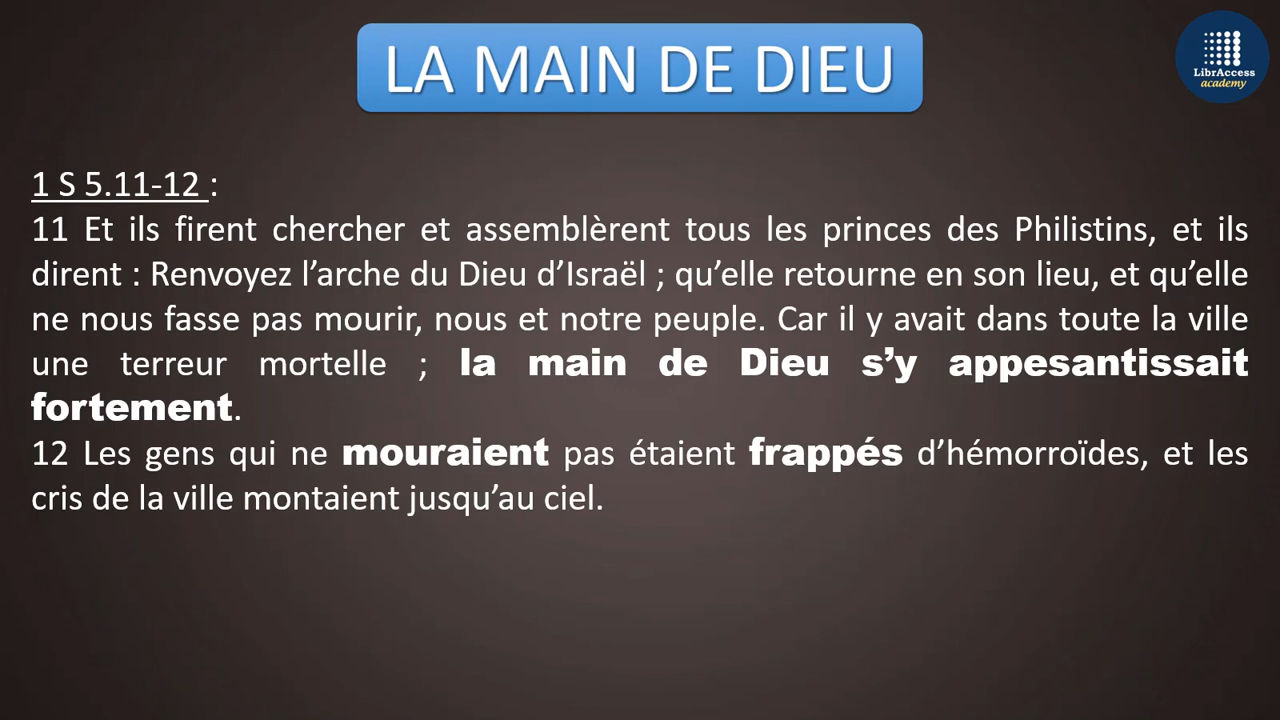 LA MAIN DE DIEU
LibrAccess
academy
1 S 5.11-12 :
11 Et ils firent chercher et assemblèrent tous les princes des Philistins, et ils
dirent : Renvoyez l’arche du Dieu d’Israël ; qu’elle retourne en son lieu, et qu’elle
ne nous fasse pas mourir, nous et notre peuple. Car il y avait dans toute la ville
une terreur mortelle ; la main de Dieu s’y appesantissait
fortement.
12 Les gens qui ne mouraient pas étaient frappés d’hémorroïdes, et les
cris de la ville montaient jusqu’au ciel.